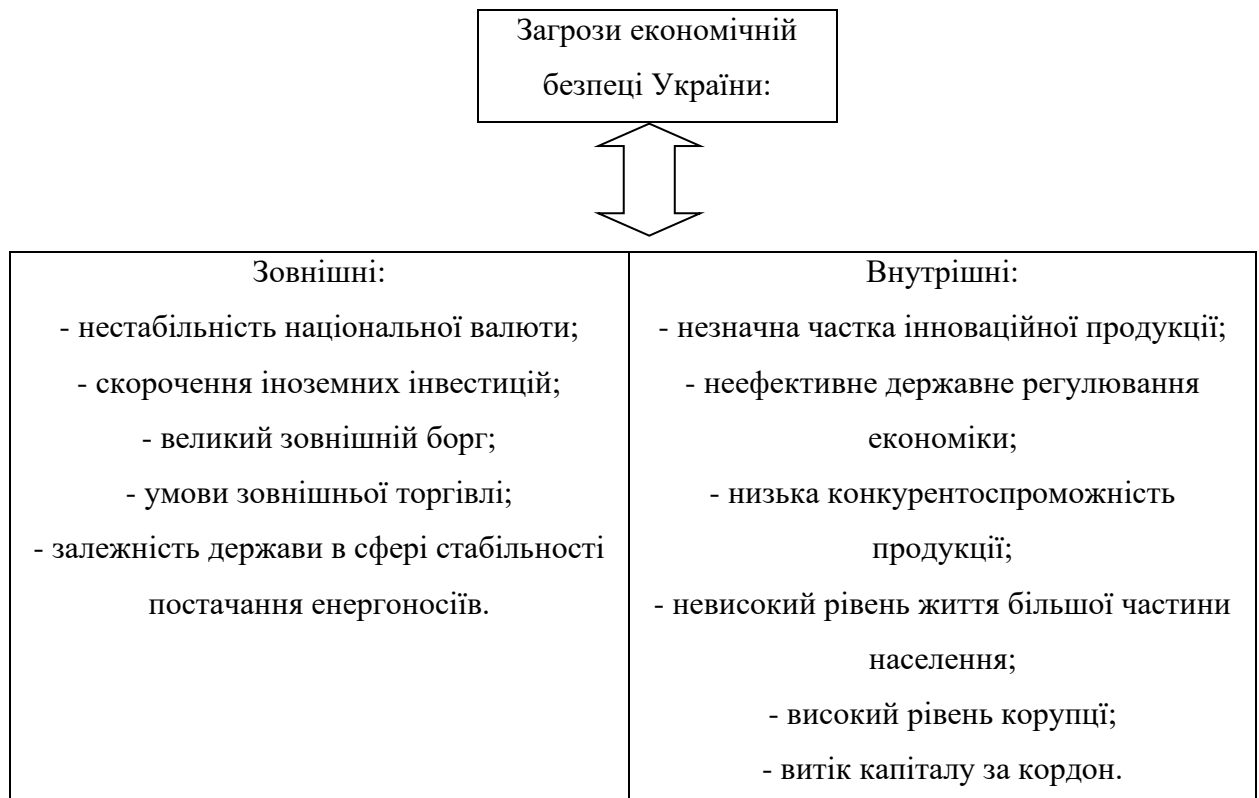 Загрози економічній
безпеці України:
Зовнішні:
- нестабільність національної валюти;
- скорочення іноземних інвестицій;
- великий зовнішній борг;
- умови зовнішньої торгівлі;
- залежність держави в сфері стабільності
постачання енергоносіїв.
Внутрішні:
- незначна частка інноваційної продукції;
- неефективне державне регулювання
економіки;
- низька конкурентоспроможність
продукції;
- невисокий рівень життя більшої частини
населення;
- високий рівень корупцї;
- витік капіталу за кордон.